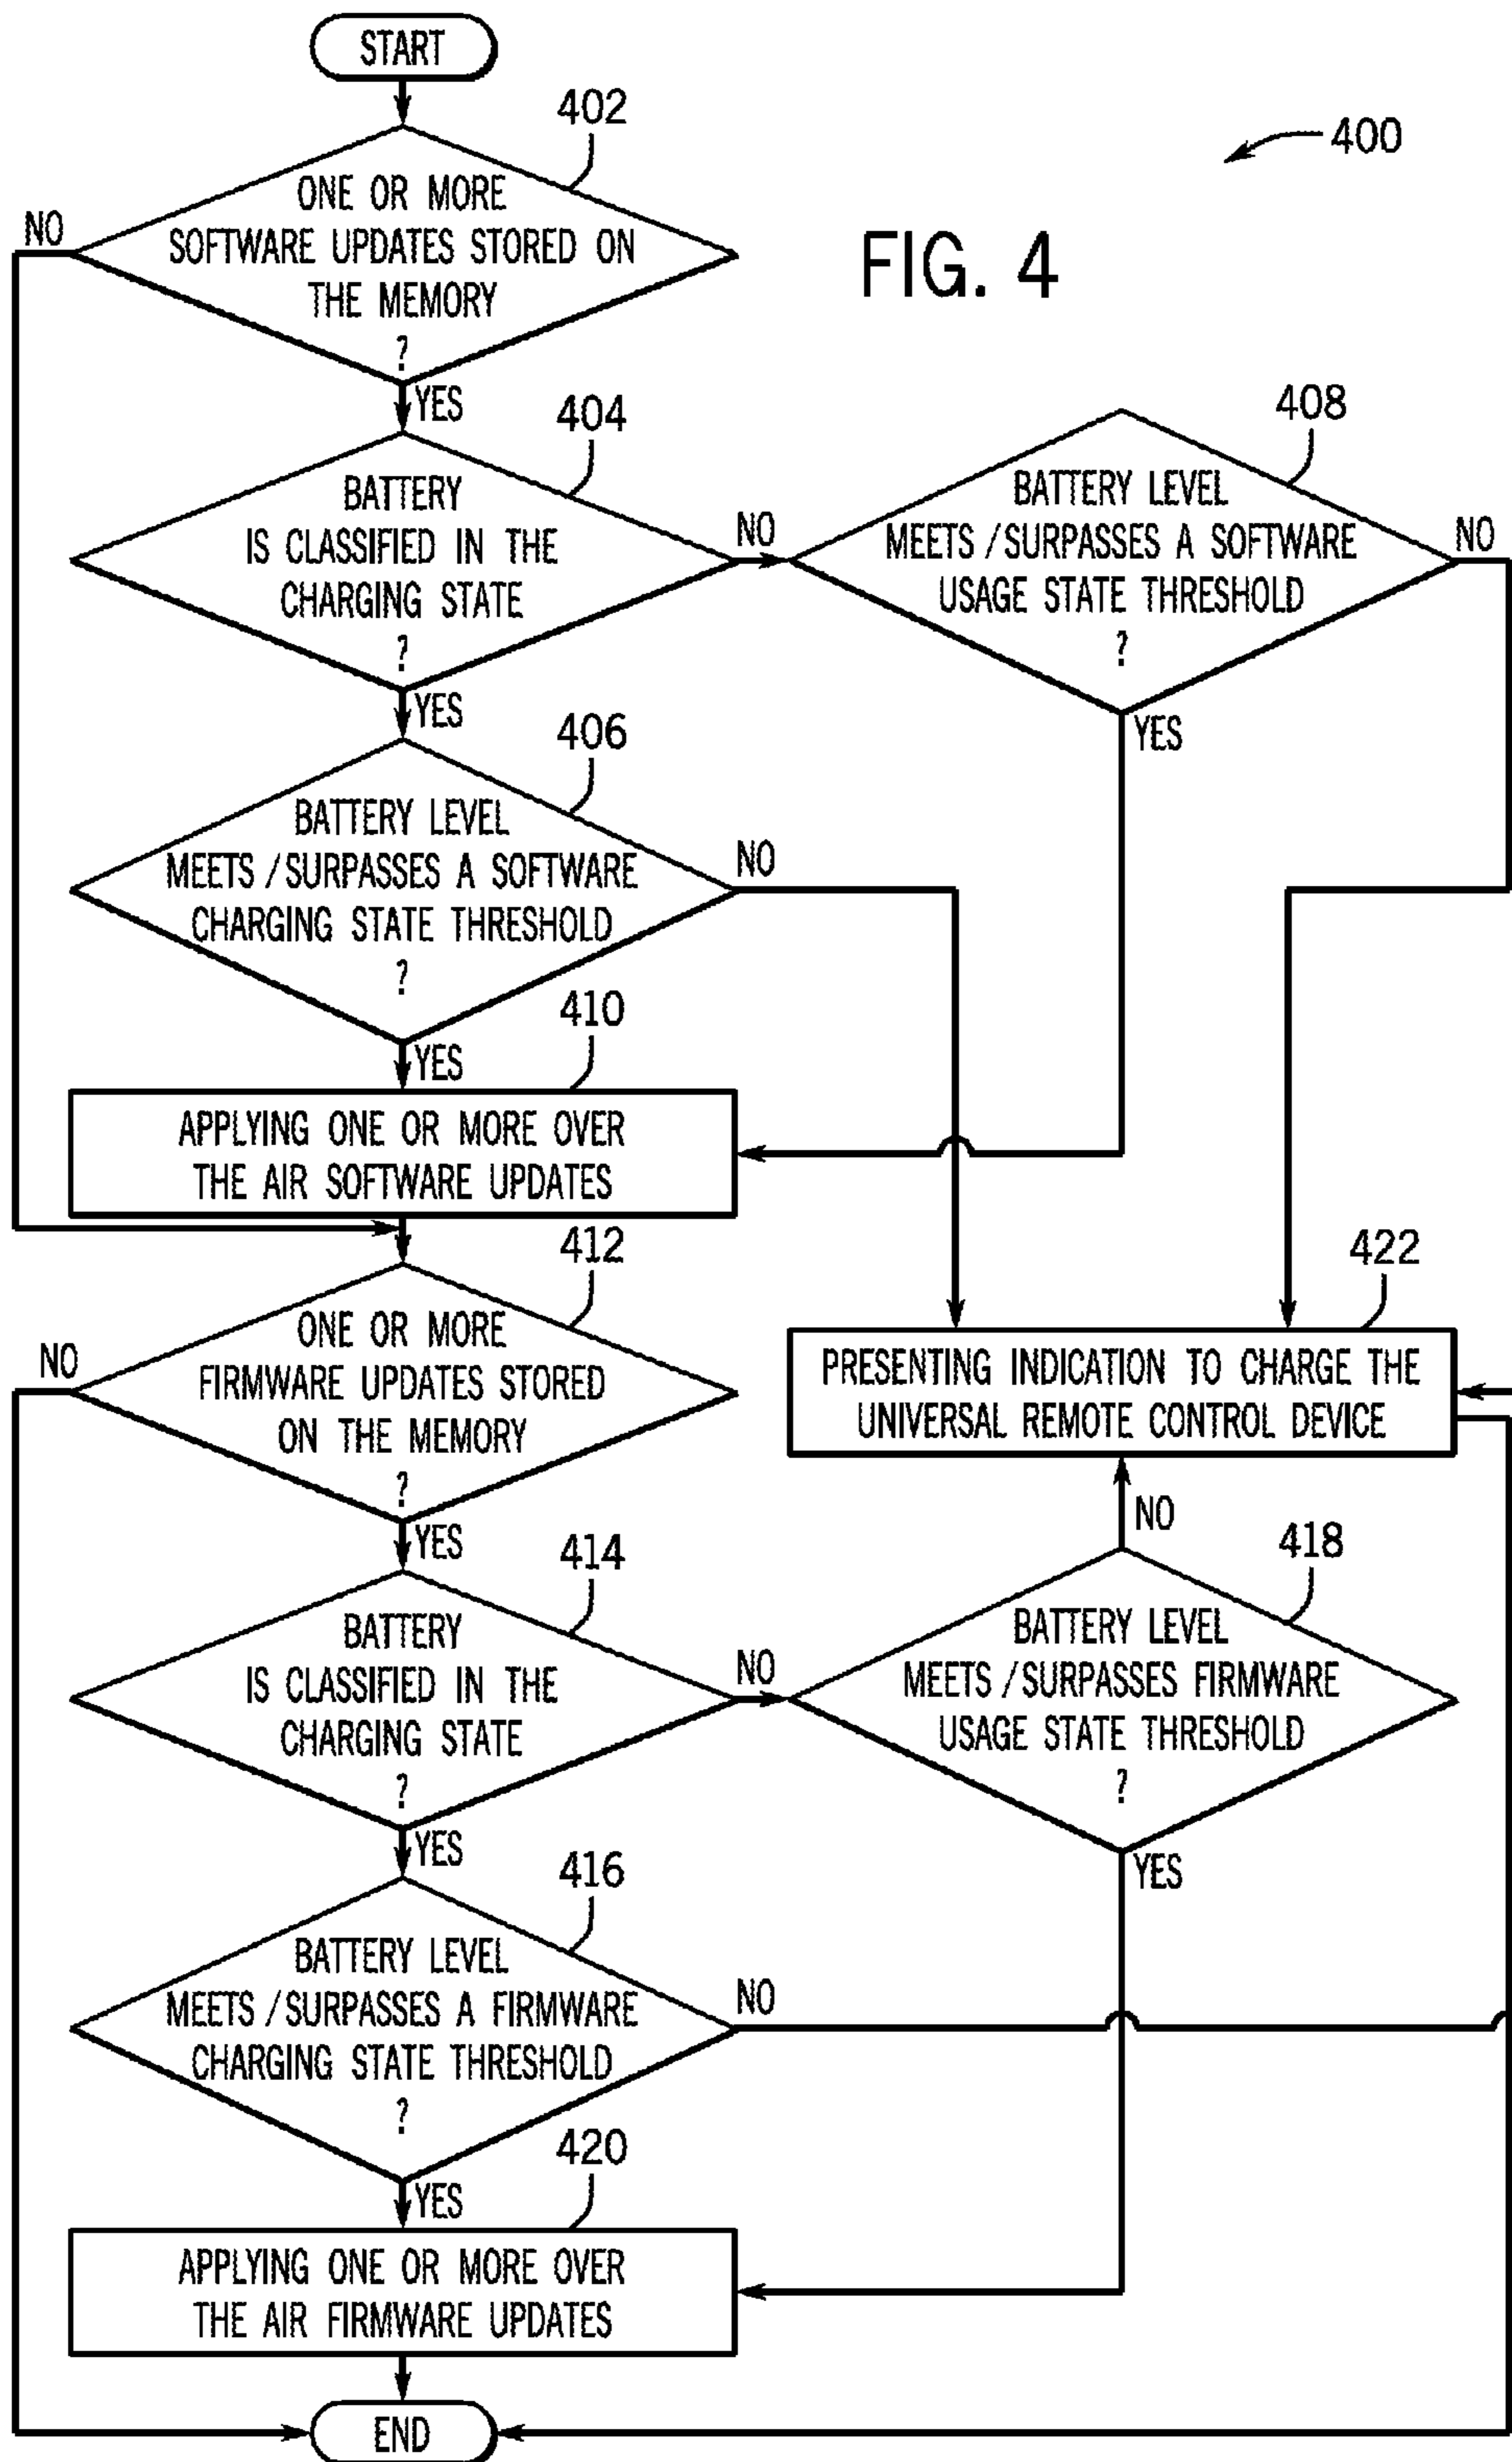 START
402
400
ONE OR MORE
SOFTWARE UPDATES STORED ON
THE MEMORY
?
NO
FIG. 4
YES
404
BATTERY
IS CLASSIFIED IN THE
CHARGING STATE
?
NO
408
BATTERY LEVEL
MEETS / SURPASSES A SOFTWARE
USAGE STATE THRESHOLD
?
NO
YES
YES
406
BATTERY LEVEL
MEETS / SURPASSES A SOFTWARE
CHARGING STATE THRESHOLD
?
NO
YES
410
APPLYING ONE OR MORE OVER
THE AIR SOFTWARE UPDATES
412
ONE OR MORE
FIRMWARE UPDATES STORED
ON THE MEMORY
?
NO
YES
422
PRESENTING INDICATION TO CHARGE THE
UNIVERSAL REMOTE CONTROL DEVICE
414
BATTERY
IS CLASSIFIED IN THE
CHARGING STATE
?
NO
YES
NO
418
BATTERY LEVEL
MEETS / SURPASSES FIRMWARE
USAGE STATE THRESHOLD
?
YES
416
BATTERY LEVEL
MEETS / SURPASSES A FIRMWARE
CHARGING STATE THRESHOLD
?
NO
YES
420
APPLYING ONE OR MORE OVER
THE AIR FIRMWARE UPDATES
END